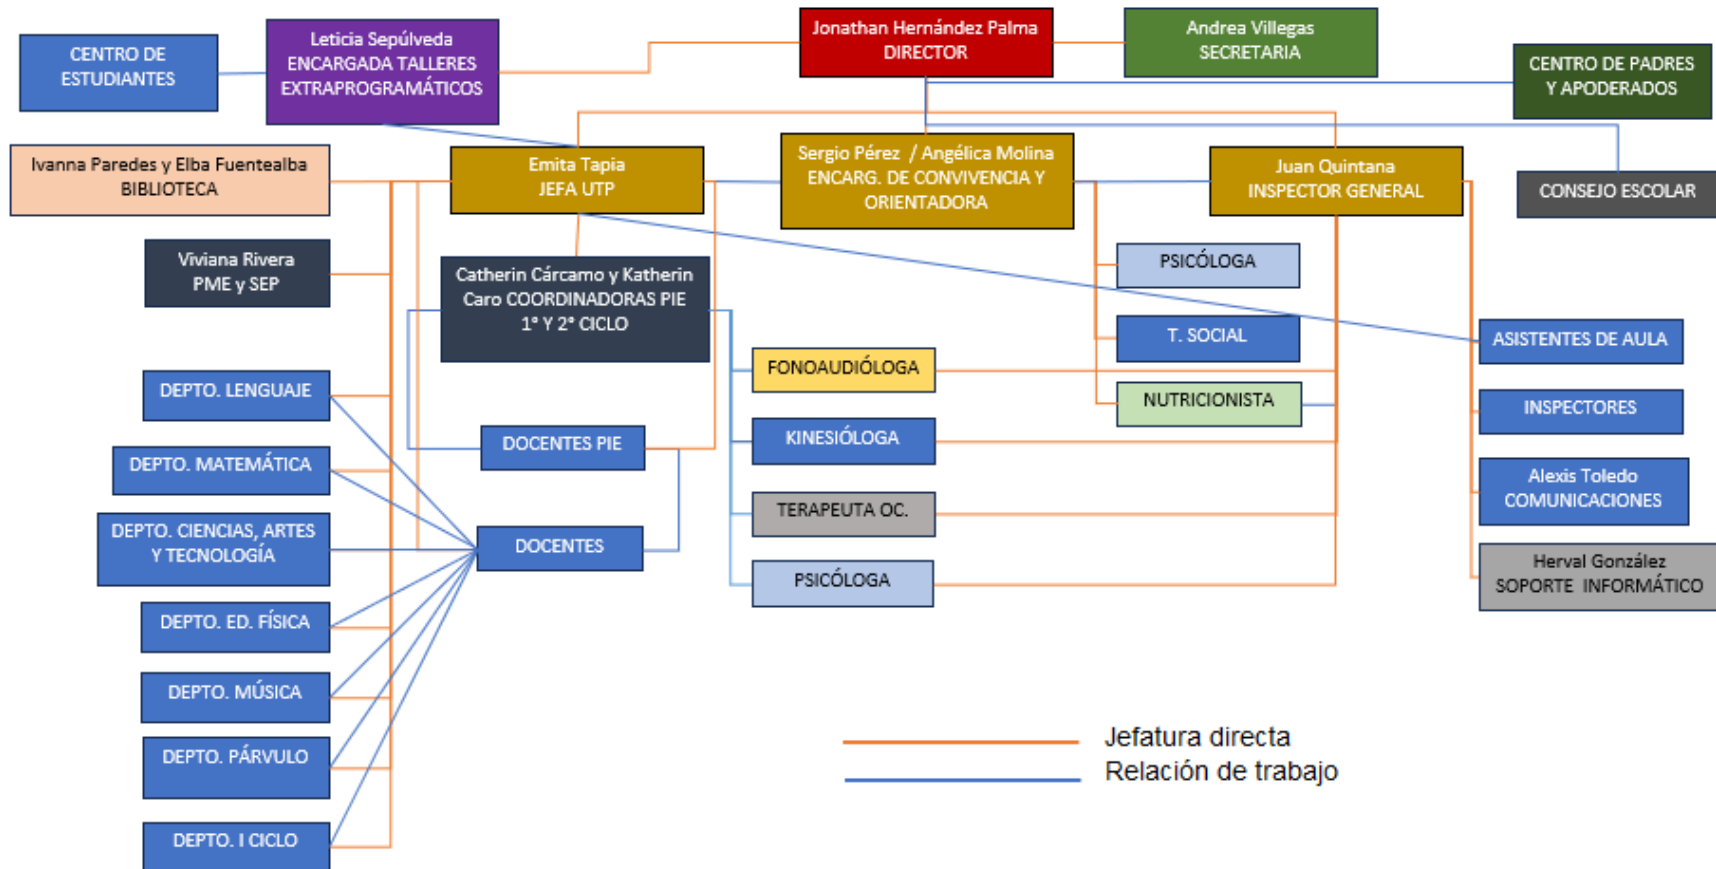 CENTRO DE
ESTUDIANTES
Leticia Sepúlveda
ENCARGADA TALLERES
EXTRAPROGRAMÁTICOS
Jonathan Hernández Palma
DIRECTOR
Andrea Villegas
SECRETARIA
CENTRO DE PADRES
Y APODERADOS
Ivanna Paredes y Elba Fuentealba
BIBLIOTECA
Emita Tapia
JEFA UTP
Sergio Pérez / Angélica Molina
ENCARG. DE CONVIVENCIA Y
ORIENTADORA
Juan Quintana
INSPECTOR GENERAL
CONSEJO ESCOLAR
Viviana Rivera
PME y SEP
Catherin Cárcamo y Katherin
Caro COORDINADORAS PIE
1° Y 2° CICLO
PSICÓLOGA
T. SOCIAL
NUTRICIONISTA
ASISTENTES DE AULA
INSPECTORES
Alexis Toledo
COMUNICACIONES
Herval González
SOPORTE INFORMÁTICO
FONOAUDIÓLOGA
KINESIÓLOGA
TERAPEUTA OC.
PSICÓLOGA
DOCENTES PIE
DOCENTES
DEPTO. LENGUAJE
DEPTO. MATEMÁTICA
DEPTO. CIENCIAS, ARTES
Y TECNOLOGÍA
DEPTO. ED. FÍSICA
DEPTO. MÚSICA
DEPTO. PÁRVULO
DEPTO. I CICLO
Jefatura directa
Relación de trabajo